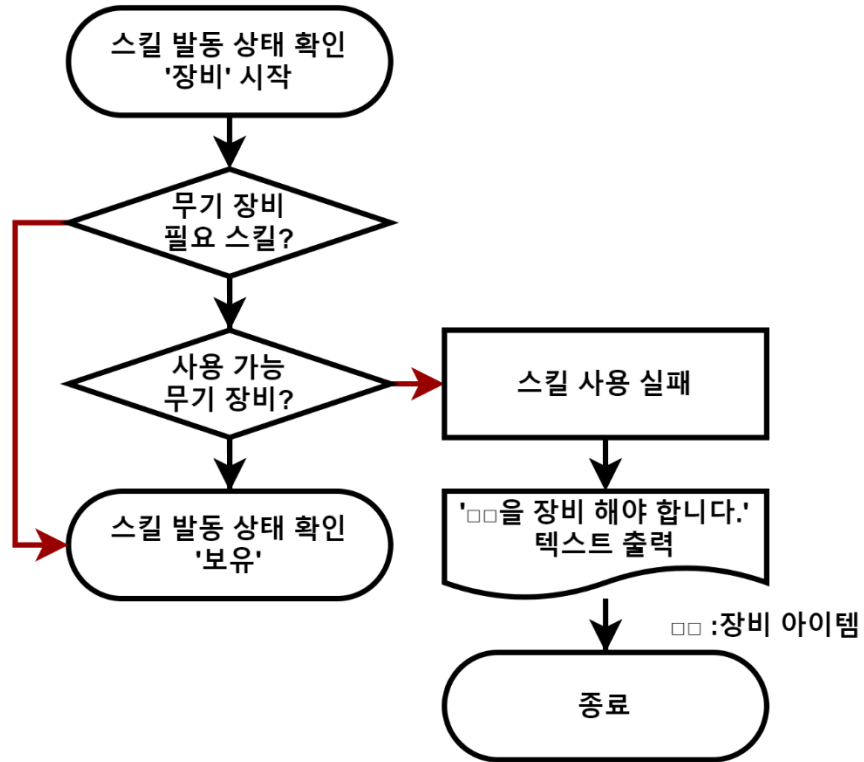 스킬 발동 상태 확인
'장비' 시작
무기 장비
필요 스킬?
사용 가능
무기 장비?
스킬 사용 실패
스킬 발동 상태 확인
'보유'
'□□을 장비 해야 합니다.'
텍스트 출력
□□ :장비 아이템
종료